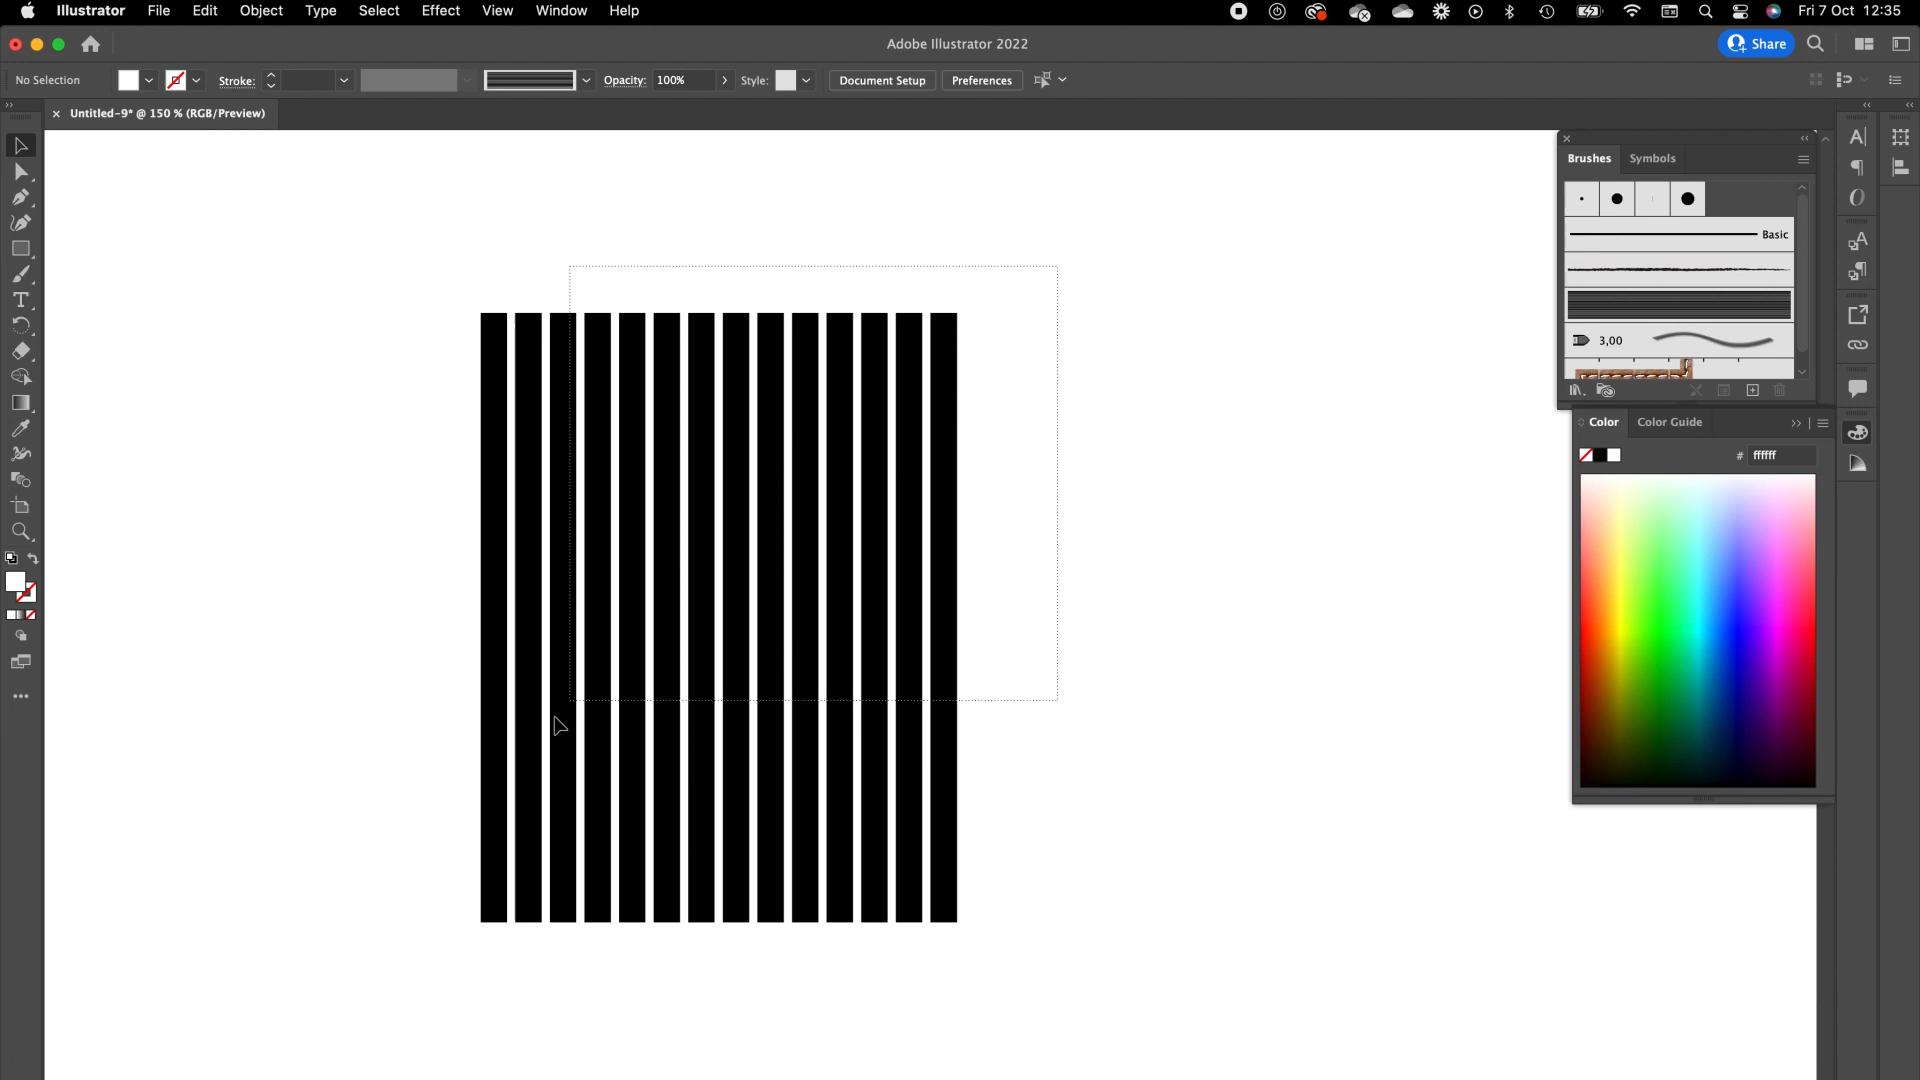 Illustrator File Edit Object Type Select Effect View Window Help Fri 7 Oct 12:35
Adobe Illustrator 2022 Share
No Selection Stroke: Opacity: 100% Style: Document Setup Preferences
Untitled-9* @ 150 % (RGB/Preview)
Brushes Symbols
Basic
3,00
Color Color Guide
# ffffff